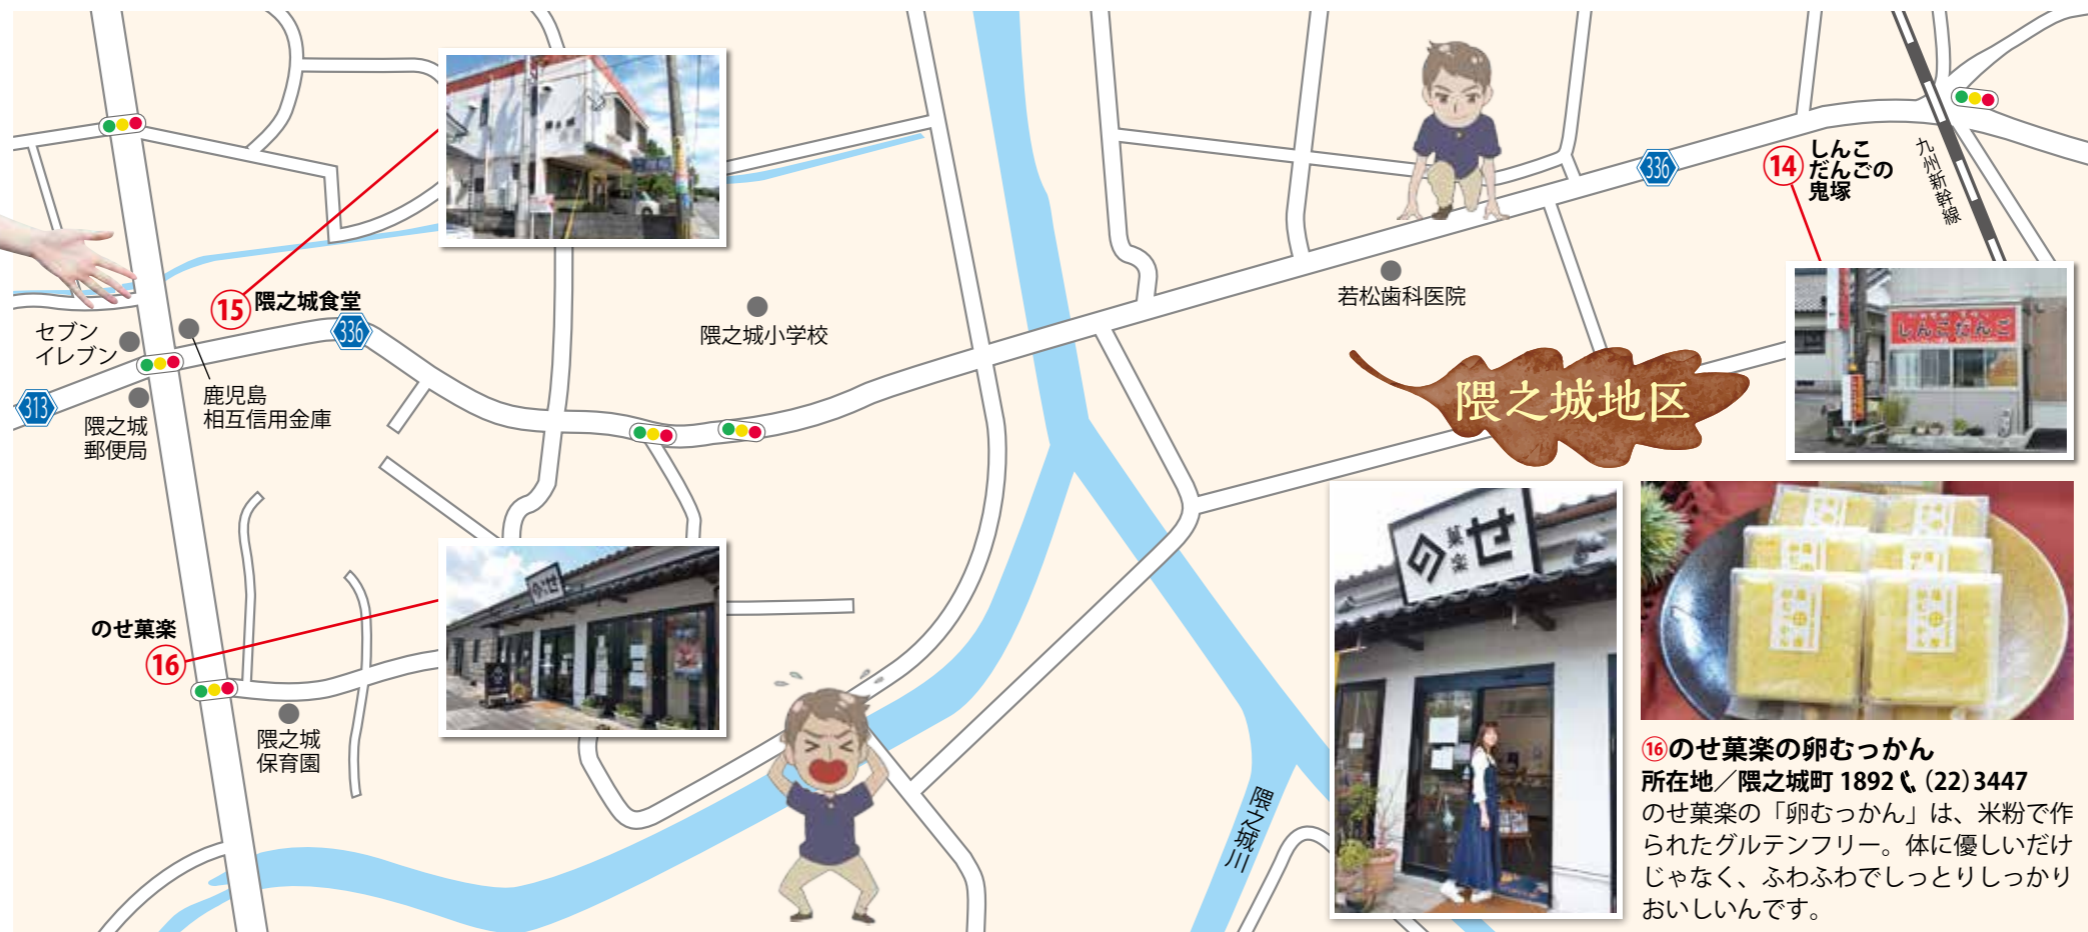 336
⑭
しんこ
だんごの
鬼塚
九州新幹線
⑮
隈之城食堂
336
若松歯科医院
隈之城小学校
セブン
イレブン
鹿児島
相互信用金庫
313
隈之城
郵便局
しんこだんご
隈之城地区
のせ
菓楽
のせ
のせ菓楽
⑯
隈之城
保育園
隈之城川
⑯のせ菓楽の卵むっかん
所在地／隈之城町 1892 (22)3447
のせ菓楽の「卵むっかん」は、米粉で作
られたグルテンフリー。体に優しいだけ
じゃなく、ふわふわでしっとりしっかり
おいしいんです。